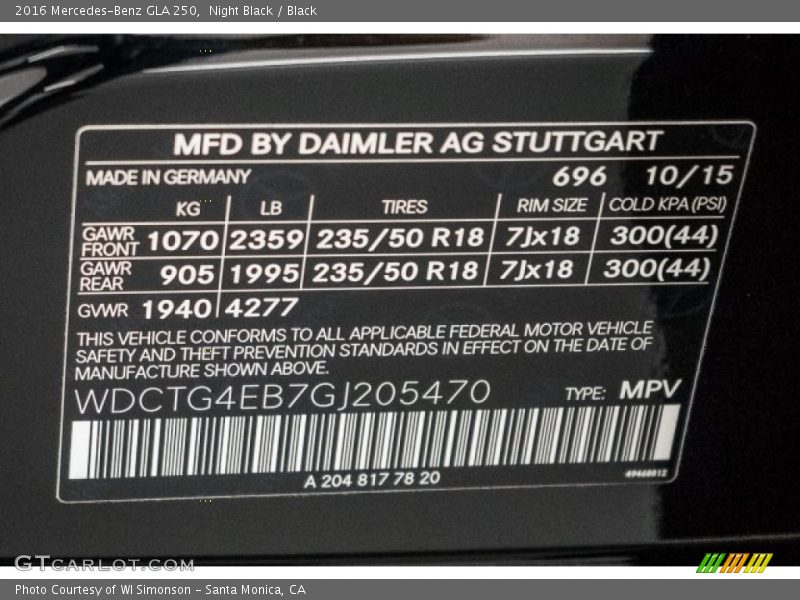 2016 Mercedes-Benz GLA 250, Night Black / Black
MFD BY DAIMLER AG STUTTGART
MADE IN GERMANY 696 10/15
KG LB TIRES RIM SIZE COLD KPA (PSI)
GAWR FRONT 1070 2359 235/50 R18 7Jx18 300(44)
GAWR REAR 905 1995 235/50 R18 7Jx18 300(44)
GVWR 1940 4277
THIS VEHICLE CONFORMS TO ALL APPLICABLE FEDERAL MOTOR VEHICLE
SAFETY AND THEFT PREVENTION STANDARDS IN EFFECT ON THE DATE OF
MANUFACTURE SHOWN ABOVE.
WDCTG4EB7GJ205470 TYPE: MPV
A 204 817 78 20
GTCARLOT.COM
Photo Courtesy of WI Simonson - Santa Monica, CA